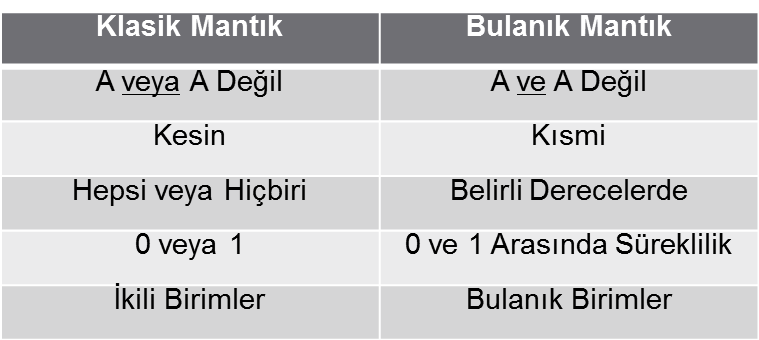 Klasik Mantık Bulanık Mantık
A veya A Değil A ve A Değil
Kesin Kısmi
Hepsi veya Hiçbiri Belirli Derecelerde
0 veya 1 0 ve 1 Arasında Süreklilik
İkili Birimler Bulanık Birimler